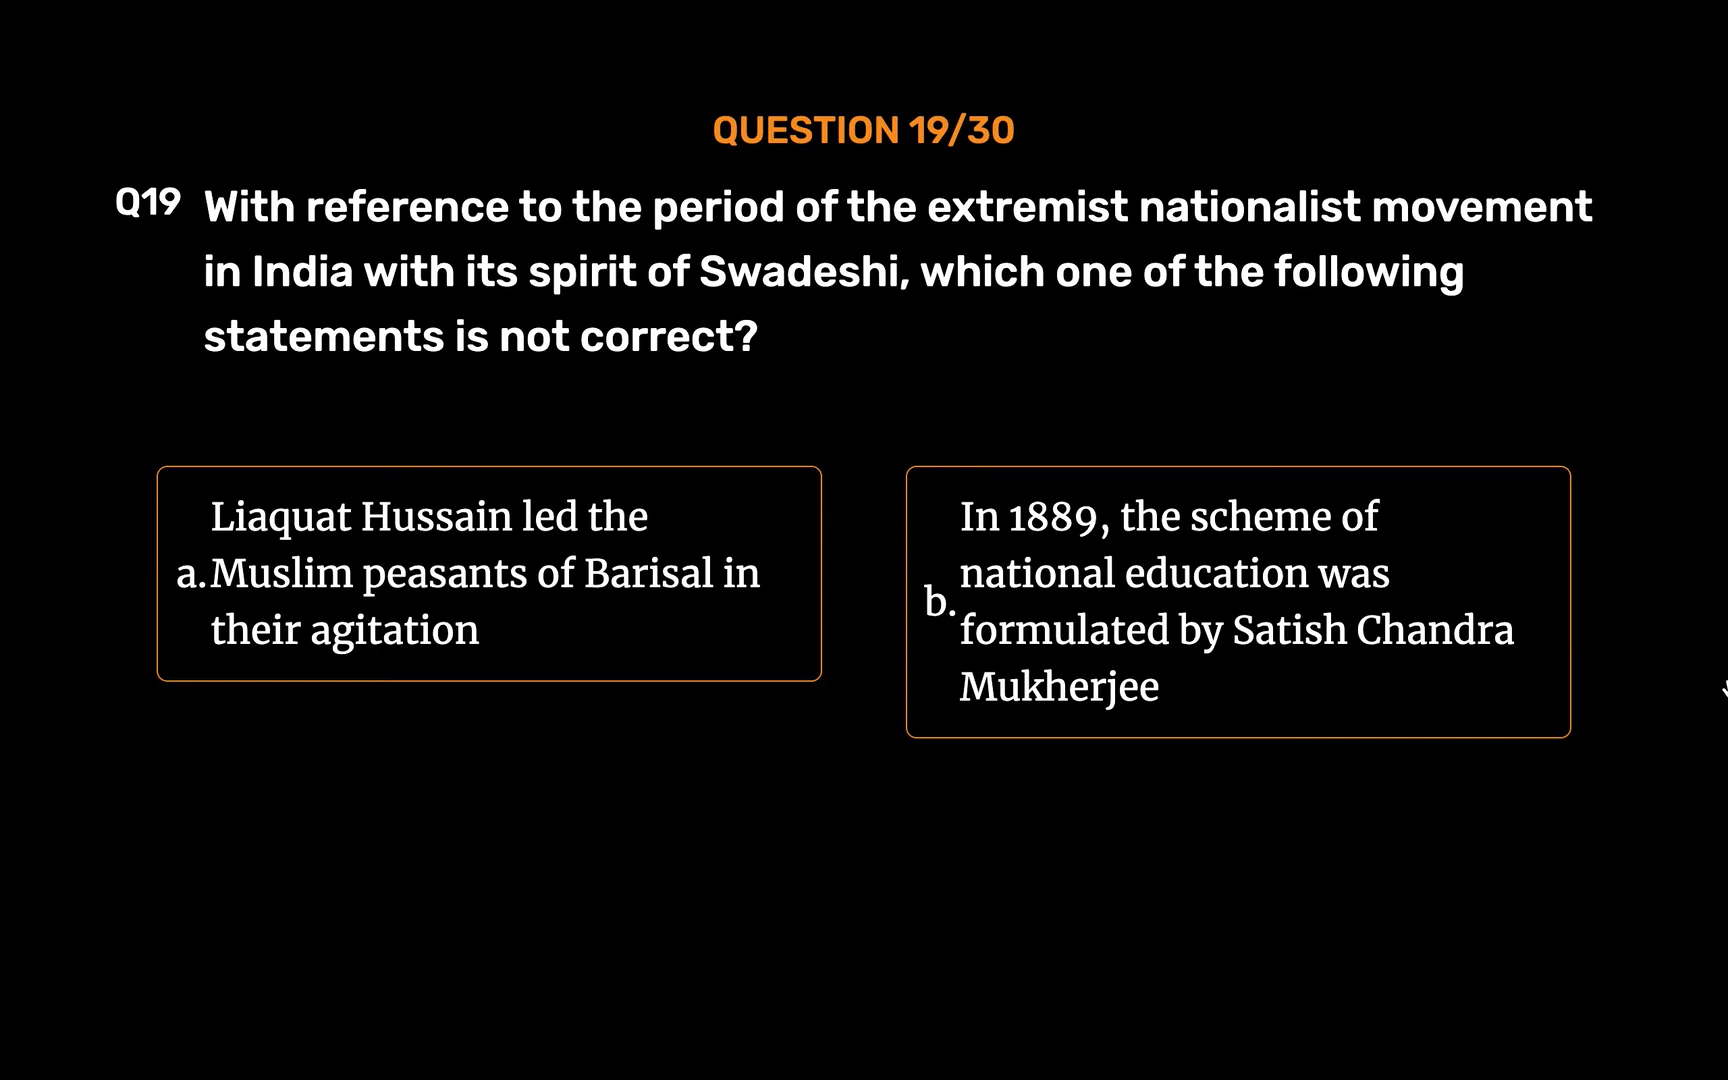 QUESTION 19/30
Q19 With reference to the period of the extremist nationalist movement
in India with its spirit of Swadeshi, which one of the following
statements is not correct?
Liaquat Hussain led the
a. Muslim peasants of Barisal in
their agitation
In 1889, the scheme of
national education was
b.
formulated by Satish Chandra
Mukherjee